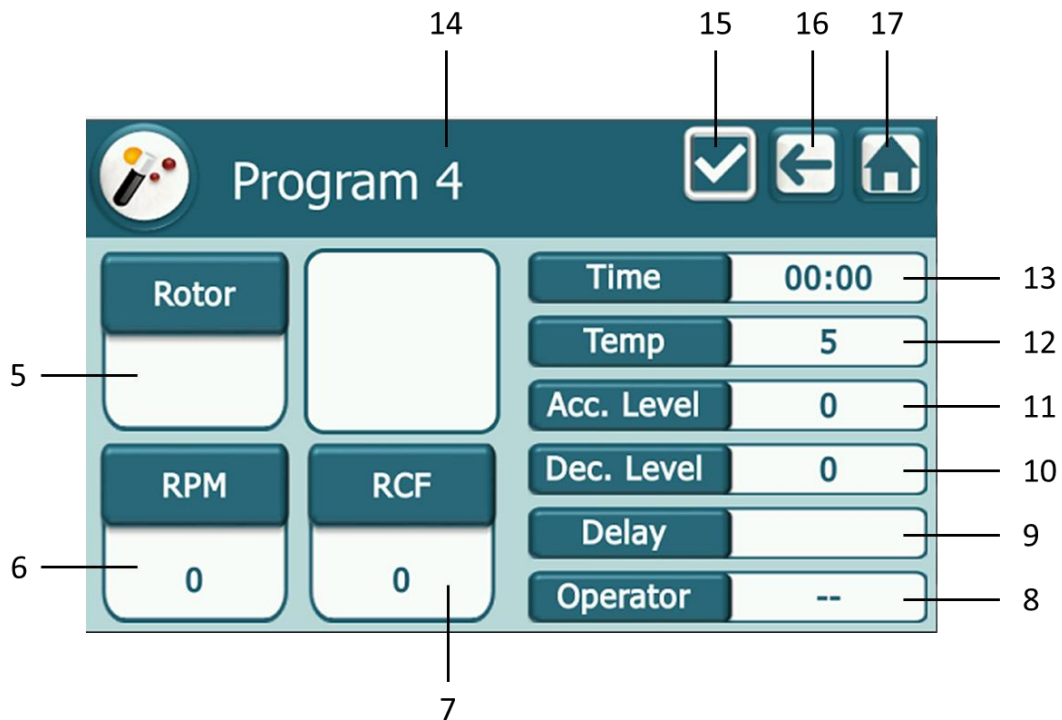 14 15 16 17
Program 4
Rotor
Time 00:00 13
Temp 5 12
5
Acc. Level 0 11
RPM RCF
Dec. Level 0 10
Delay 9
6
0 0
Operator -- 8
7